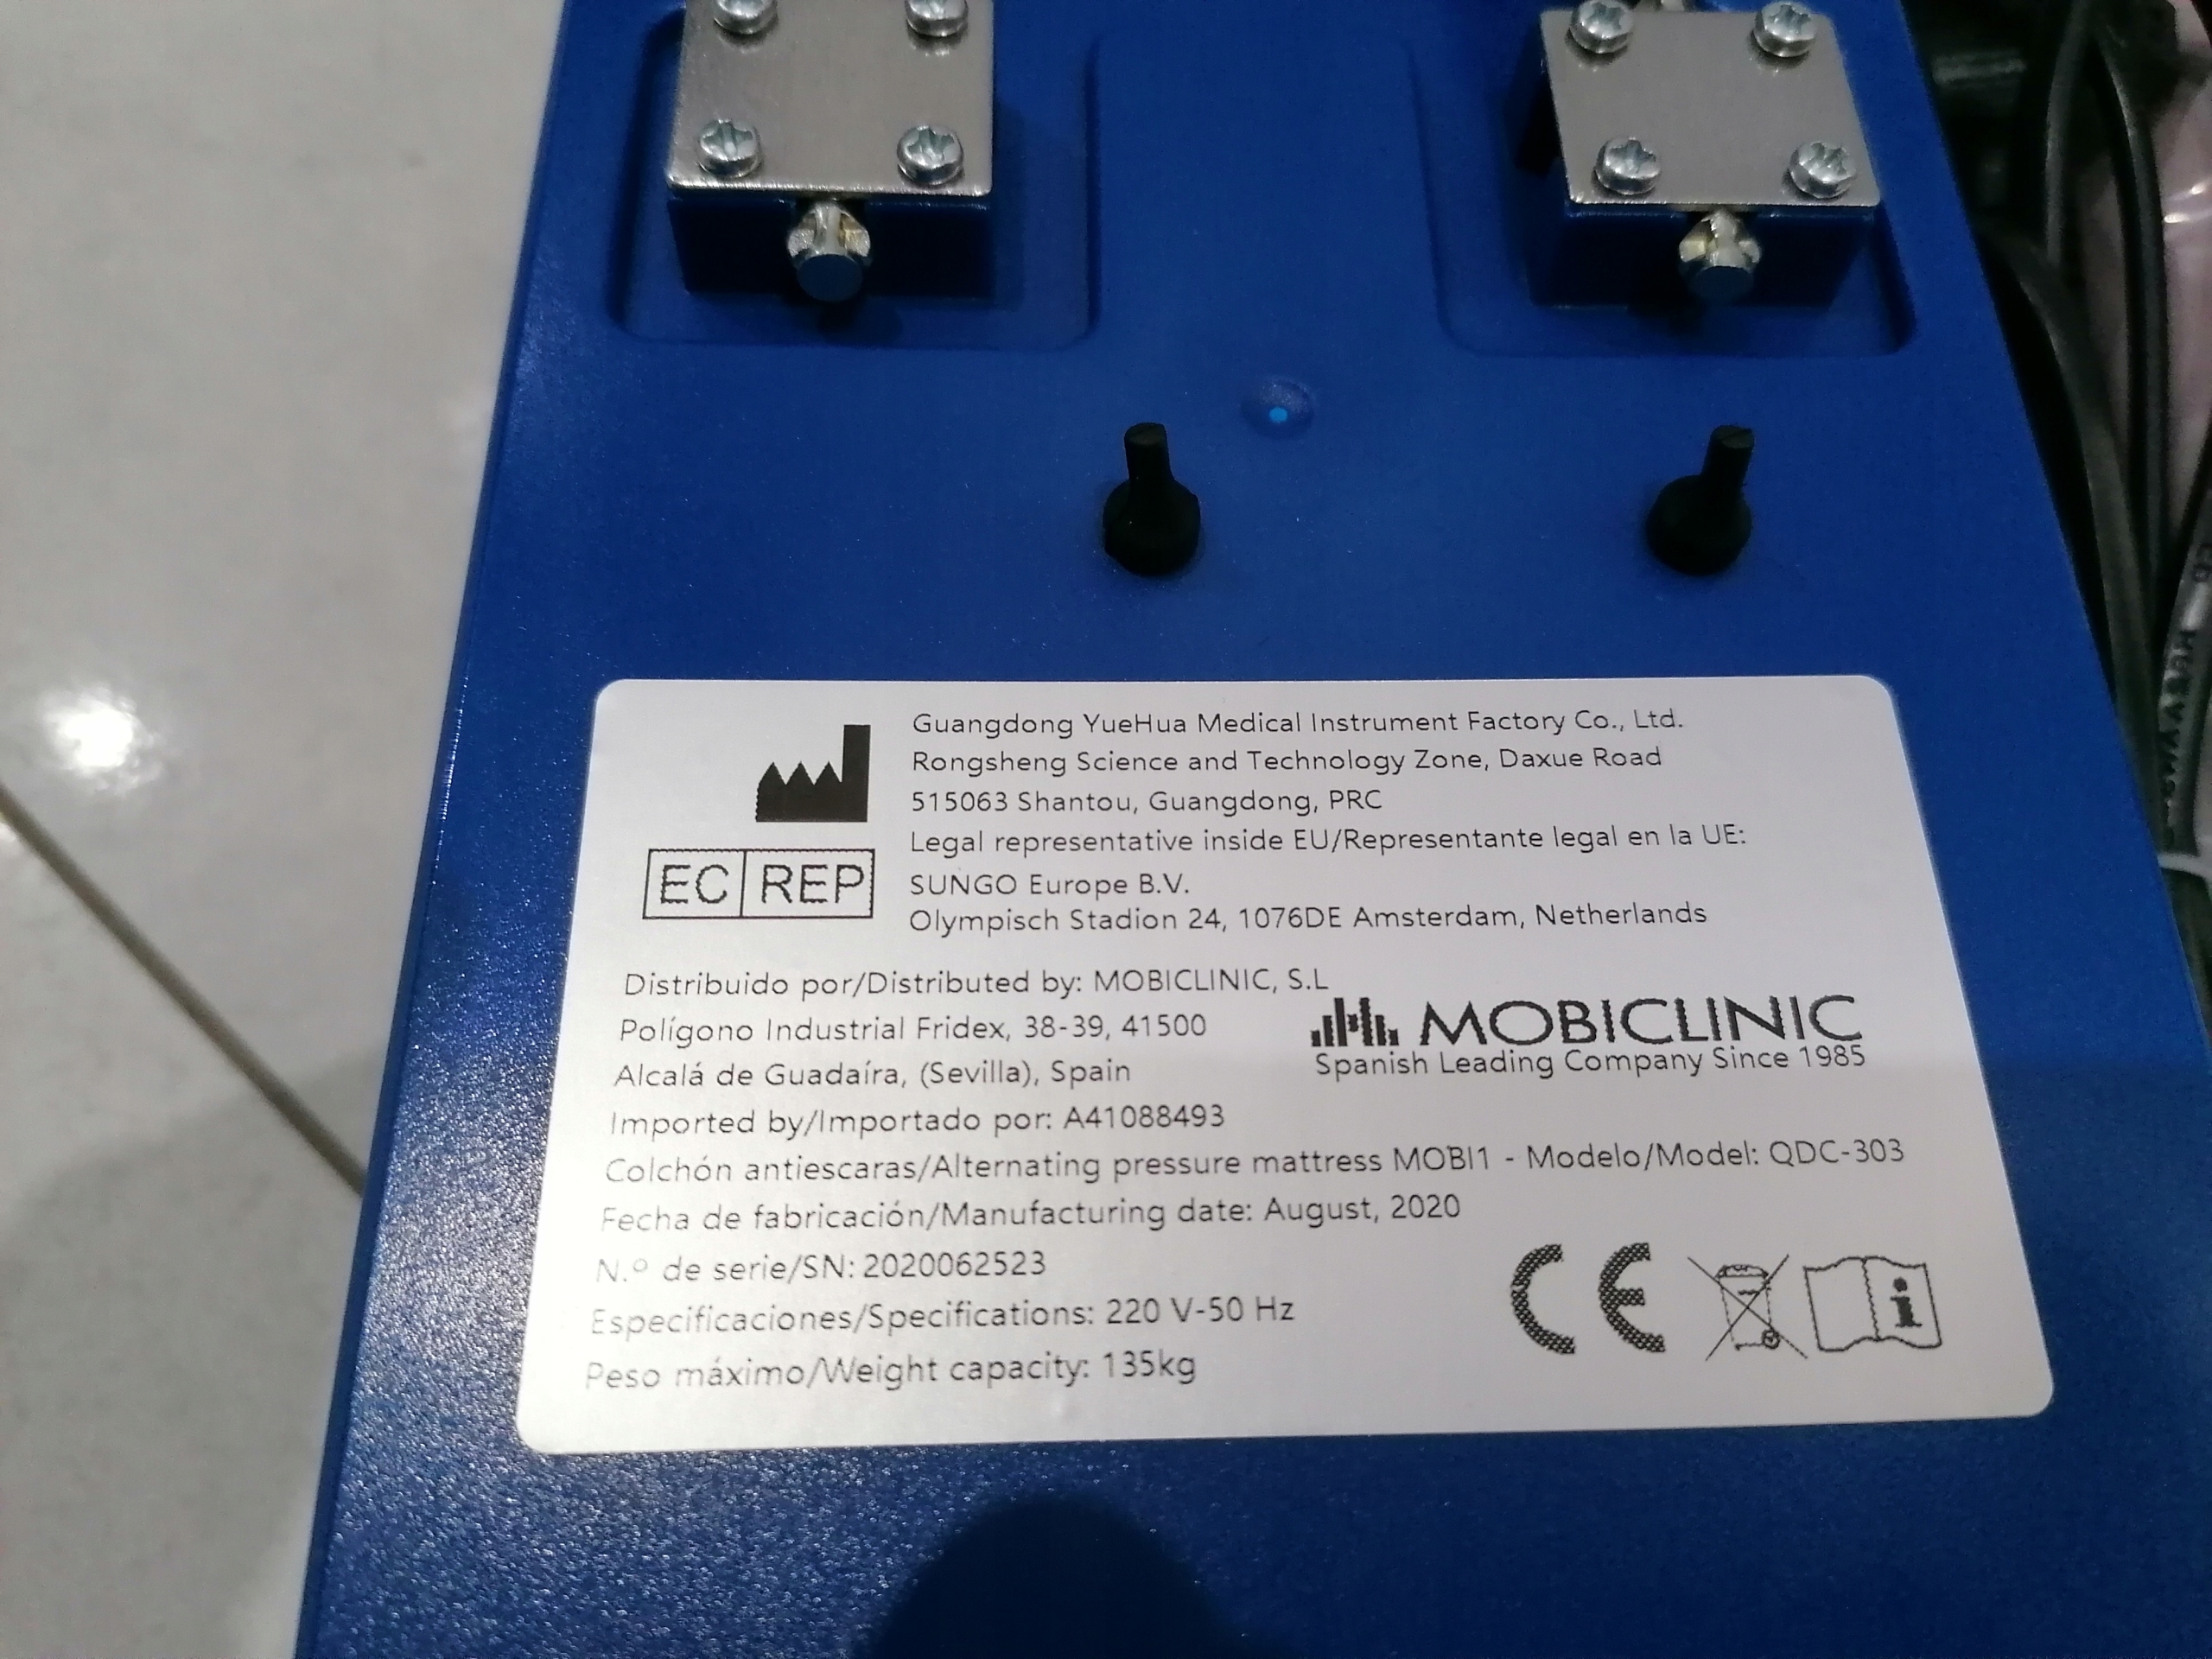 Guangdong YueHua Medical Instrument Factory Co., Ltd.
Rongsheng Science and Technology Zone, Daxue Road
515063 Shantou, Guangdong, PRC
Legal representative inside EU/Representante legal en la UE:
EC REP
SUNGO Europe B.V.
Olympisch Stadion 24, 1076DE Amsterdam, Netherlands
Distribuido por/Distributed by: MOBICLINIC, S.L
Polígono Industrial Fridex, 38-39, 41500
MOBICLINIC
Spanish Leading Company Since 1985
Alcalá de Guadaíra, (Sevilla), Spain
Imported by/Importado por: A41088493
Colchón antiescaras/Alternating pressure mattress MOBI1 - Modelo/Model: QDC-303
Fecha de fabricación/Manufacturing date: August, 2020
N.º de serie/SN: 2020062523
Especificaciones/Specifications: 220 V-50 Hz
Peso máximo/Weight capacity: 135kg
CE
i